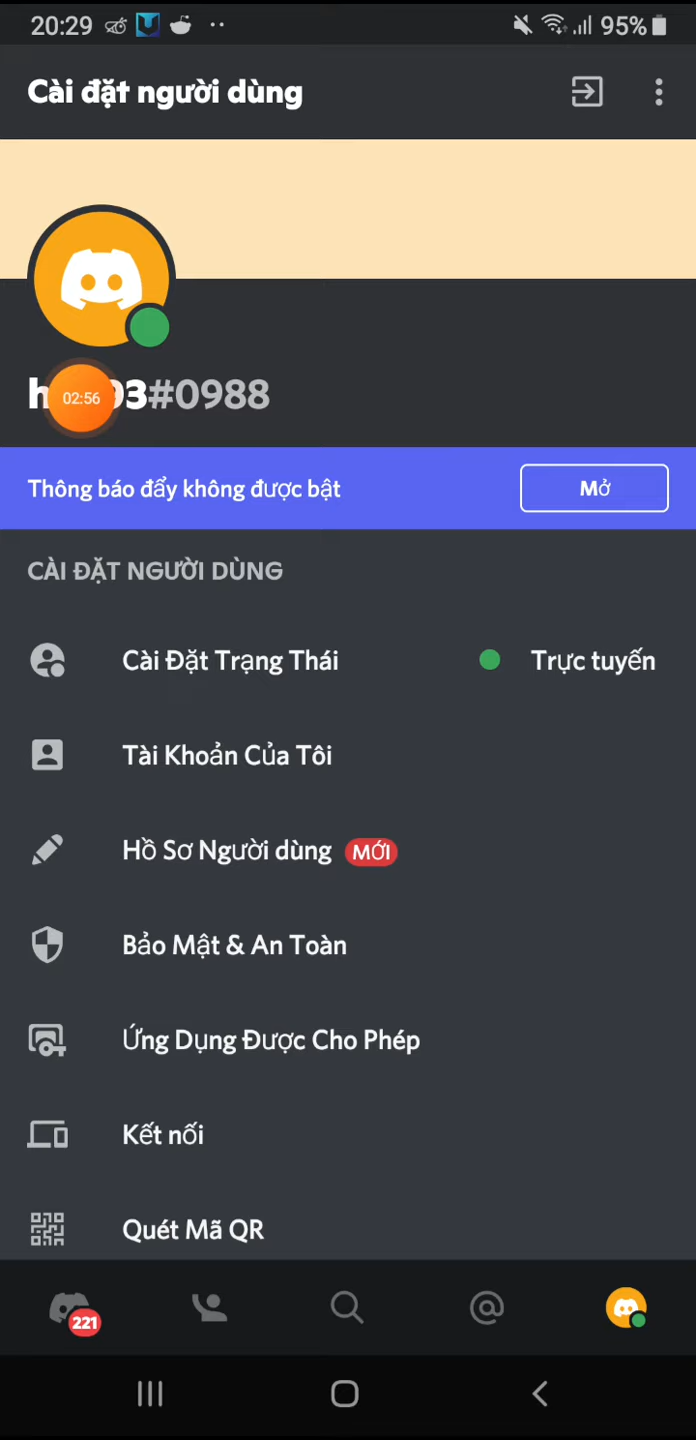 20:29
95%
Cài đặt người dùng
02:56
93#0988
Thông báo đẩy không được bật
Mở
CÀI ĐẶT NGƯỜI DÙNG
Cài Đặt Trạng Thái
Trực tuyến
Tài Khoản Của Tôi
Hồ Sơ Người dùng
MỚI
Bảo Mật & An Toàn
Ứng Dụng Được Cho Phép
Kết nối
Quét Mã QR
221